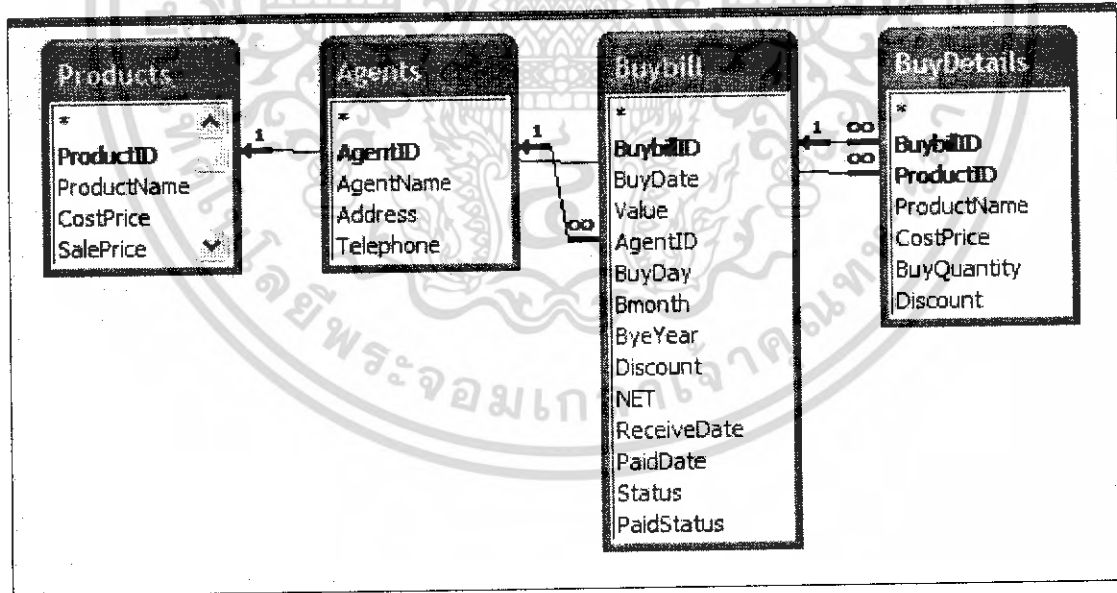 Products
*
ProductID
ProductName
CostPrice
SalePrice
1
Agents
*
AgentID
AgentName
Address
Telephone
1
∞
Buybill
*
BuybillID
BuyDate
Value
AgentID
BuyDay
Bmonth
ByeYear
Discount
NET
ReceiveDate
PaidDate
Status
PaidStatus
1
∞
∞
BuyDetails
*
BuybillID
ProductID
ProductName
CostPrice
BuyQuantity
Discount